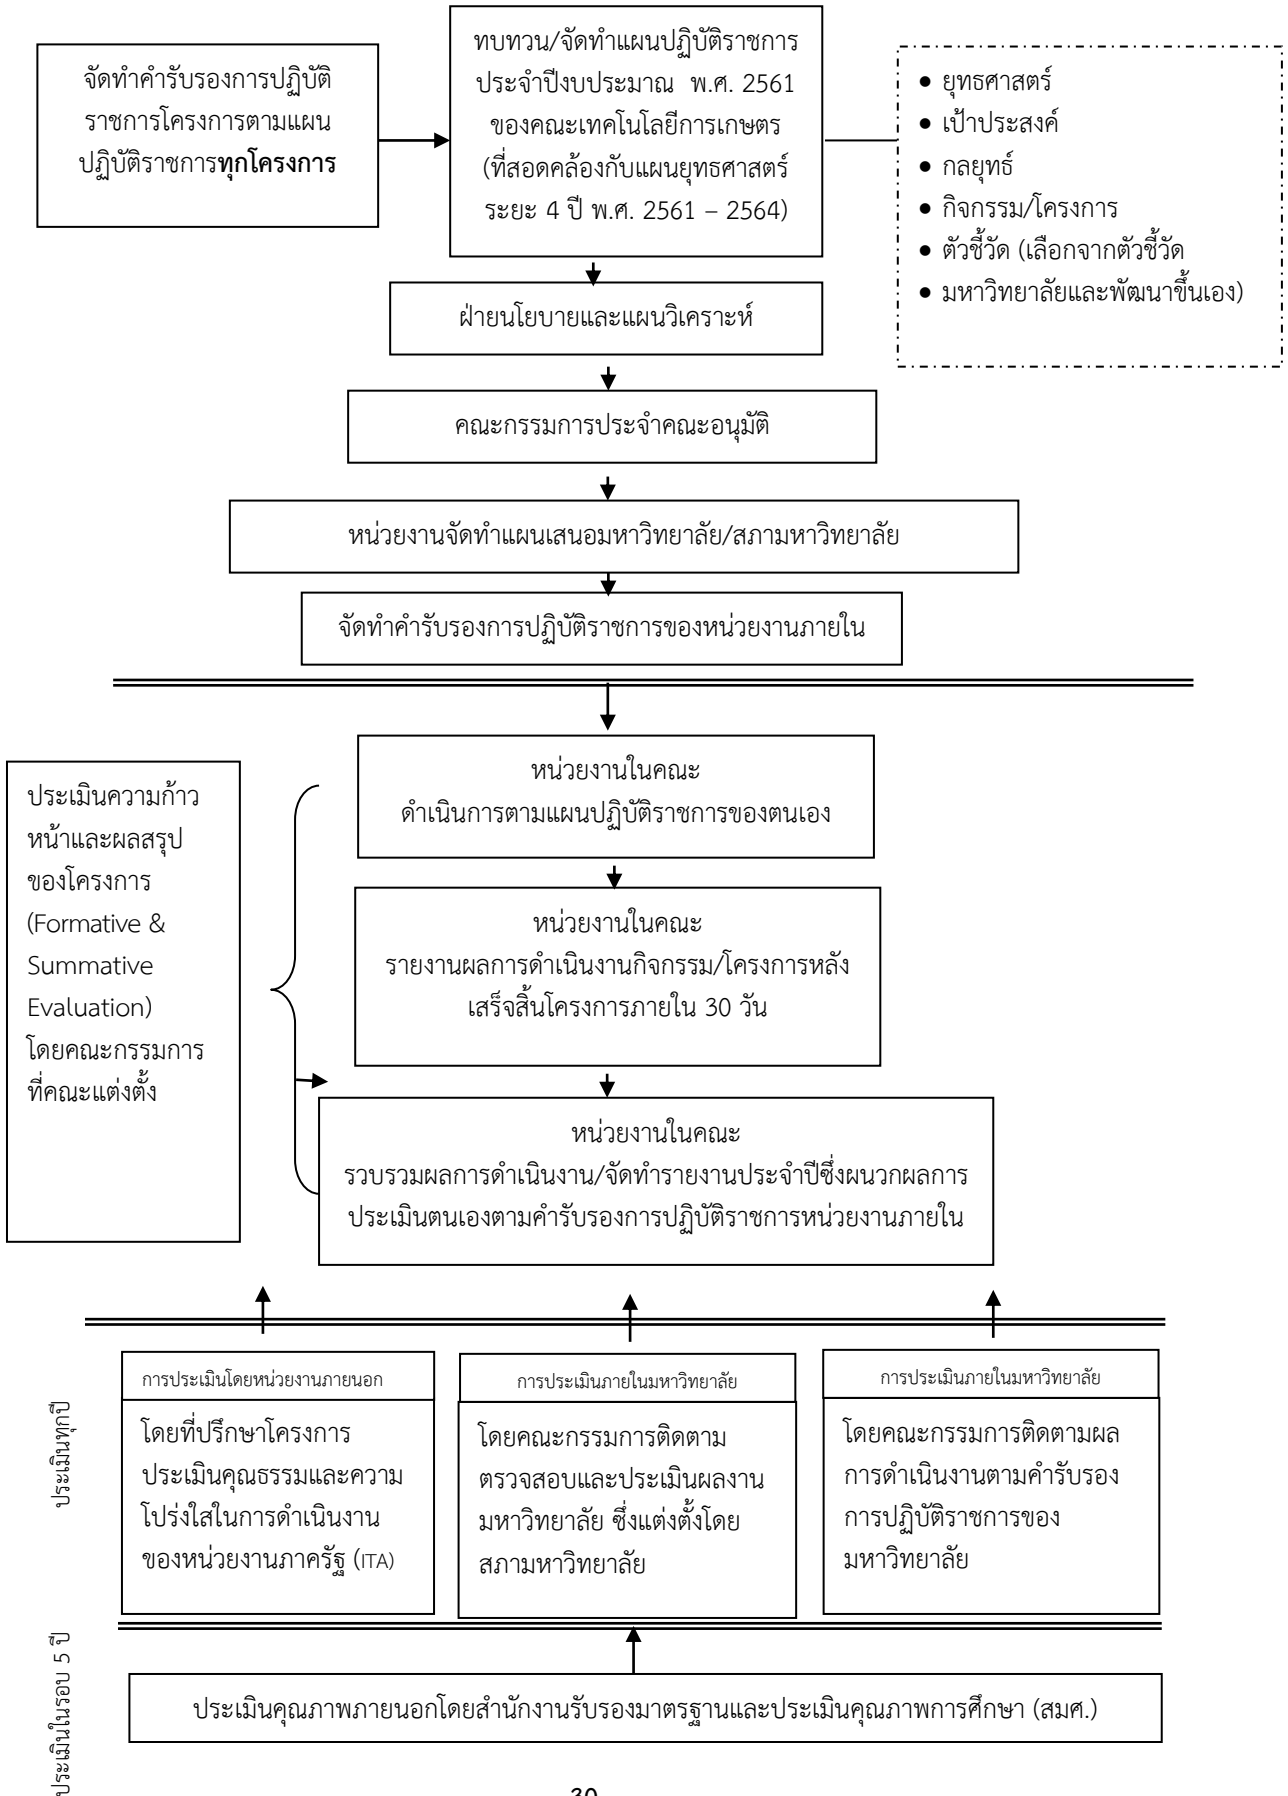 จัดทำคำรับรองการปฏิบัติ
ราชการโครงการตามแผน
ปฏิบัติราชการทุกโครงการ
ทบทวน/จัดทำแผนปฏิบัติราชการ
ประจำปีงบประมาณ พ.ศ. 2561
ของคณะเทคโนโลยีการเกษตร
(ที่สอดคล้องกับแผนยุทธศาสตร์
ระยะ 4 ปี พ.ศ. 2561 – 2564)
● ยุทธศาสตร์
● เป้าประสงค์
● กลยุทธ์
● กิจกรรม/โครงการ
● ตัวชี้วัด (เลือกจากตัวชี้วัด
● มหาวิทยาลัยและพัฒนาขึ้นเอง)
ฝ่ายนโยบายและแผนวิเคราะห์
คณะกรรมการประจำคณะอนุมัติ
หน่วยงานจัดทำแผนเสนอมหาวิทยาลัย/สภามหาวิทยาลัย
จัดทำคำรับรองการปฏิบัติราชการของหน่วยงานภายใน
ประเมินความก้าว
หน้าและผลสรุป
ของโครงการ
(Formative &
Summative
Evaluation)
โดยคณะกรรมการ
ที่คณะแต่งตั้ง
หน่วยงานในคณะ
ดำเนินการตามแผนปฏิบัติราชการของตนเอง
หน่วยงานในคณะ
รายงานผลการดำเนินงานกิจกรรม/โครงการหลัง
เสร็จสิ้นโครงการภายใน 30 วัน
หน่วยงานในคณะ
รวบรวมผลการดำเนินงาน/จัดทำรายงานประจำปีซึ่งผนวกผลการ
ประเมินตนเองตามคำรับรองการปฏิบัติราชการหน่วยงานภายใน
ประเมินทุกปี
การประเมินโดยหน่วยงานภายนอก
โดยที่ปรึกษาโครงการ
ประเมินคุณธรรมและความ
โปร่งใสในการดำเนินงาน
ของหน่วยงานภาครัฐ (ITA)
การประเมินภายในมหาวิทยาลัย
โดยคณะกรรมการติดตาม
ตรวจสอบและประเมินผลงาน
มหาวิทยาลัย ซึ่งแต่งตั้งโดย
สภามหาวิทยาลัย
การประเมินภายในมหาวิทยาลัย
โดยคณะกรรมการติดตามผล
การดำเนินงานตามคำรับรอง
การปฏิบัติราชการของ
มหาวิทยาลัย
ประเมินในรอบ 5 ปี
ประเมินคุณภาพภายนอกโดยสำนักงานรับรองมาตรฐานและประเมินคุณภาพการศึกษา (สมศ.)
30